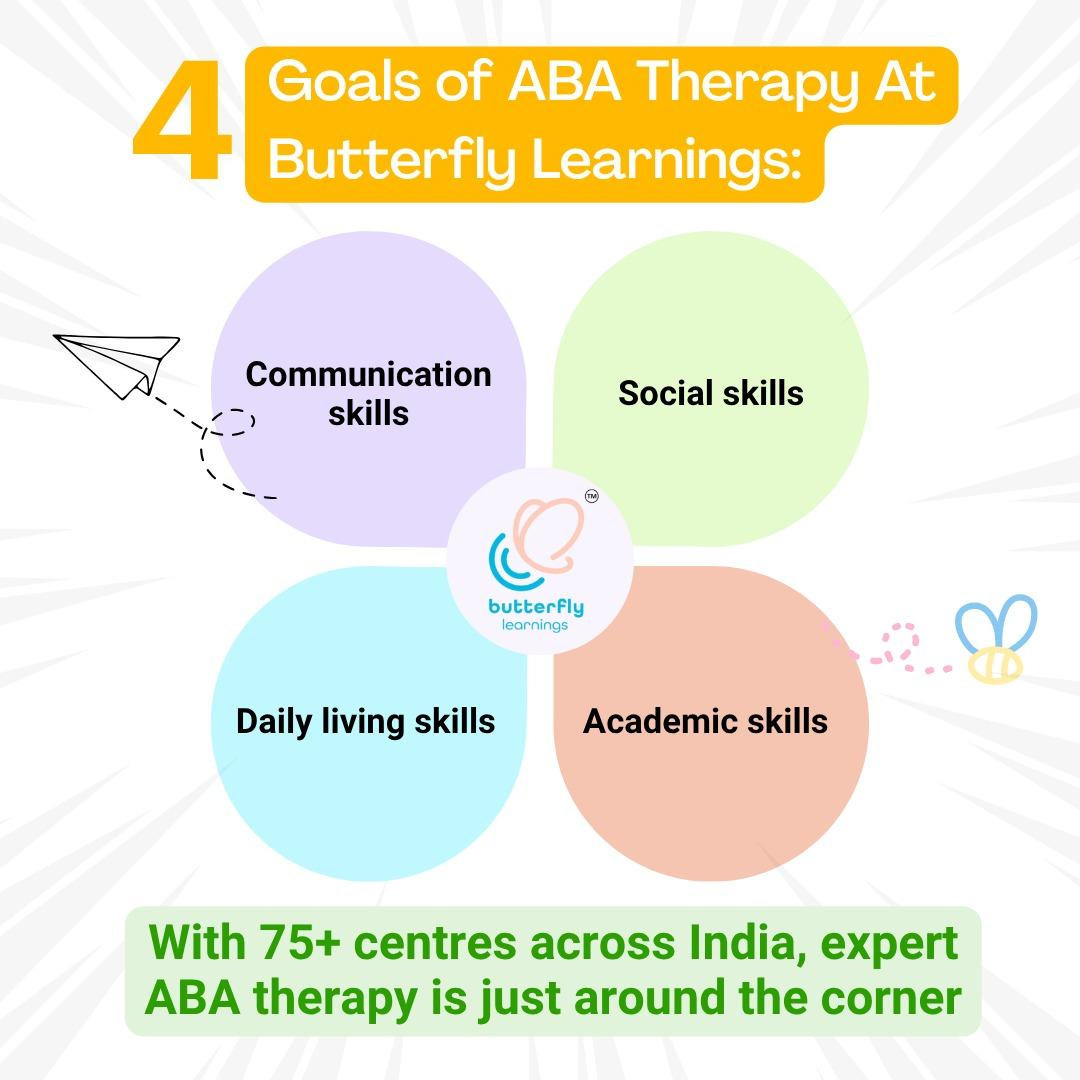 4
Goals of ABA Therapy At
Butterfly Learnings:
Communication
skills
Social skills
TM
butterfly
learnings
Daily living skills
Academic skills
With 75+ centres across India, expert
ABA therapy is just around the corner